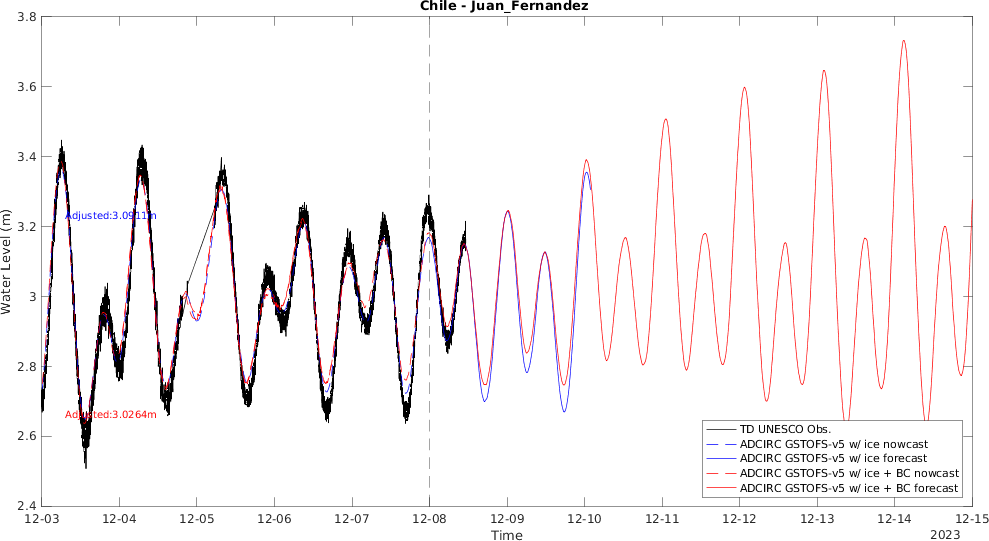 Chile - Juan_Fernandez
Water Level (m)
3.8
3.6
3.4
3.2
3
2.8
2.6
2.4
Adjusted:3.0911m
Adjusted:3.0264m
TD UNESCO Obs.
ADCIRC GSTOFS-v5 w/ ice nowcast
ADCIRC GSTOFS-v5 w/ ice forecast
ADCIRC GSTOFS-v5 w/ ice + BC nowcast
ADCIRC GSTOFS-v5 w/ ice + BC forecast
12-03 12-04 12-05 12-06 12-07 12-08 12-09 12-10 12-11 12-12 12-13 12-14 12-15
Time
2023